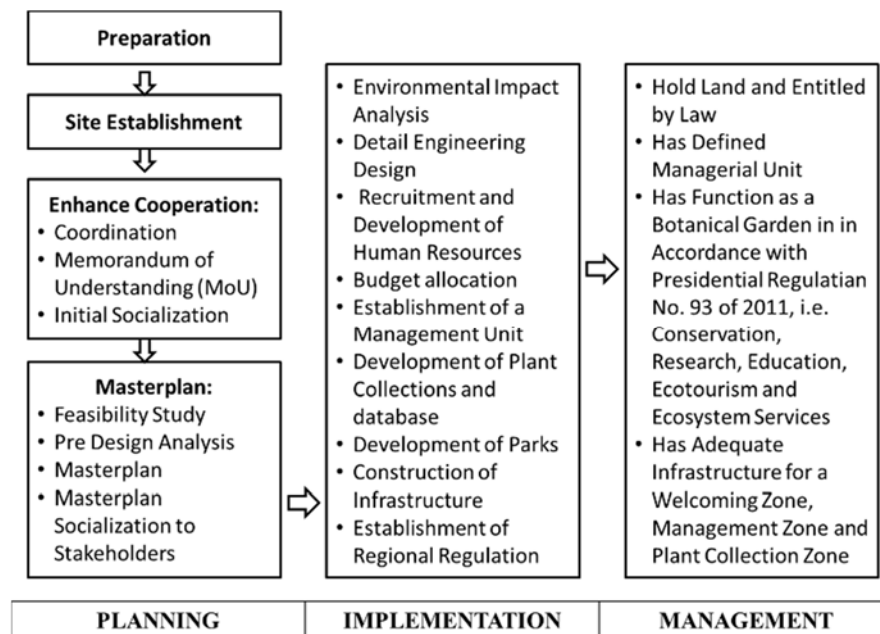 Preparation
Site Establishment
Enhance Cooperation:
• Coordination
• Memorandum of
Understanding (MoU)
• Initial Socialization
Masterplan:
• Feasibility Study
• Pre Design Analysis
• Masterplan
• Masterplan
Socialization to
Stakeholders
• Environmental Impact
Analysis
• Detail Engineering
Design
• Recruitment and
Development of
Human Resources
• Budget allocation
• Establishment of a
Management Unit
• Development of Plant
Collections and
database
• Development of Parks
• Construction of
Infrastructure
• Establishment of
Regional Regulation
• Hold Land and Entitled
by Law
• Has Defined
Managerial Unit
• Has Function as a
Botanical Garden in in
Accordance with
Presidential Regulatian
No. 93 of 2011, i.e.
Conservation,
Research, Education,
Ecotourism and
Ecosystem Services
• Has Adequate
Infrastructure for a
Welcoming Zone,
Management Zone and
Plant Collection Zone
PLANNING
IMPLEMENTATION
MANAGEMENT